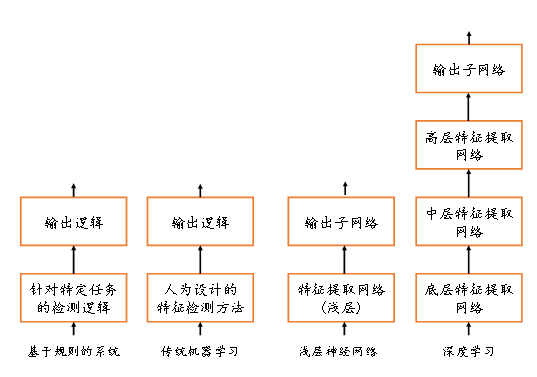 输出子网络
高层特征提取
网络
输出逻辑
输出逻辑
输出子网络
中层特征提取
网络
针对特定任务
的检测逻辑
人为设计的
特征检测方法
特征提取网络
(浅层)
底层特征提取
网络
基于规则的系统
传统机器学习
浅层神经网络
深度学习